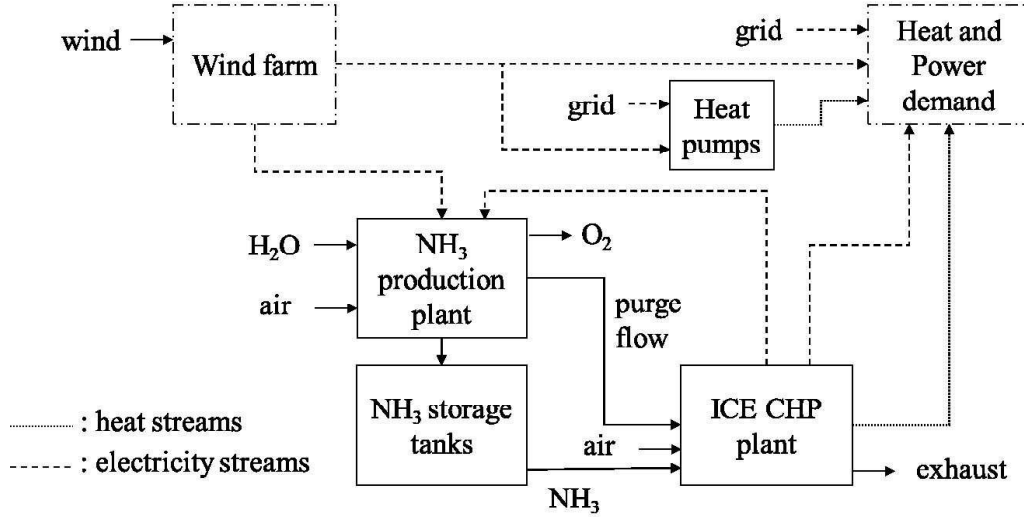 wind
Wind farm
grid
Heat and
Power
demand
grid
Heat
pumps
H₂O
air
NH₃
production
plant
O₂
purge
flow
NH₃ storage
tanks
air
NH₃
ICE CHP
plant
exhaust
: heat streams
: electricity streams